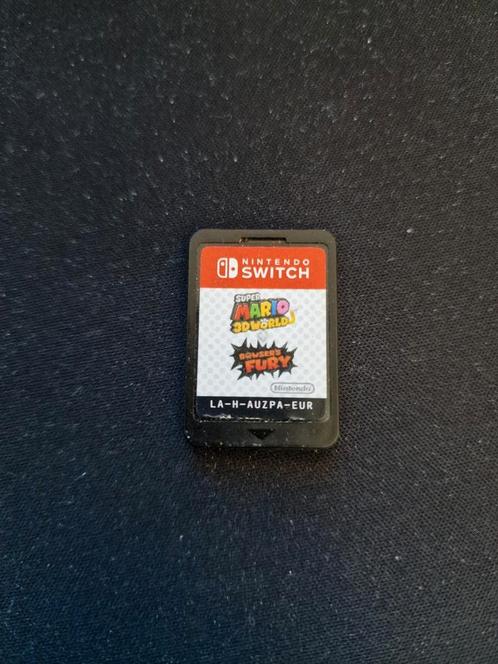 NINTENDO
SWITCH
SUPER
MARIO
3D WORLD
BOWSER'S
FURY
Nintendo
LA-H-AUZPA-EUR